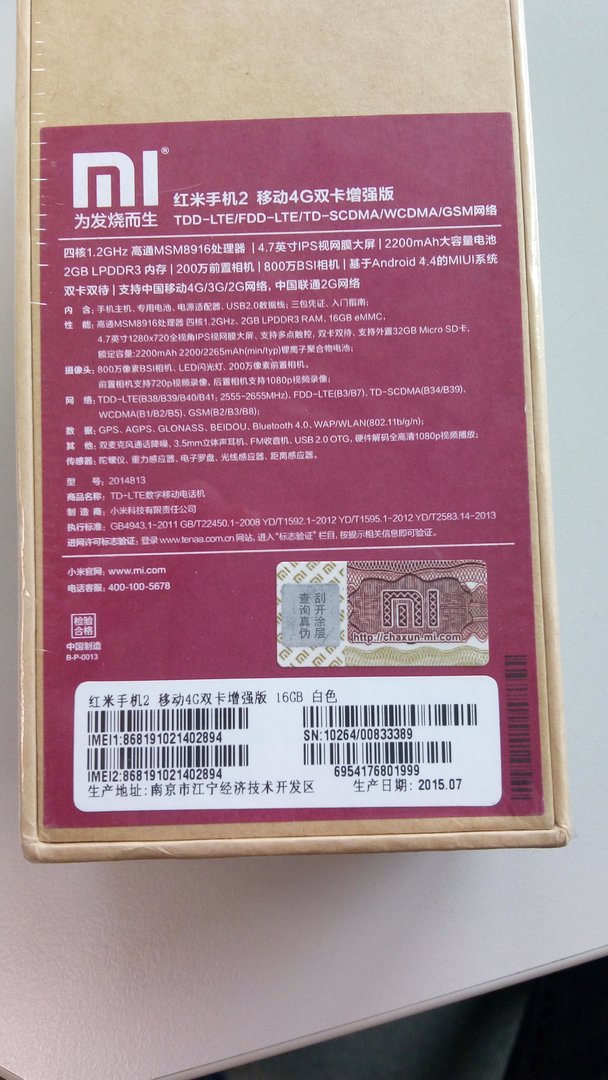 mi®
为发烧而生
红米手机2 移动4G双卡增强版
TDD-LTE/FDD-LTE/TD-SCDMA/WCDMA/GSM网络
四核1.2GHz 高通MSM8916处理器 | 4.7英寸IPS视网膜大屏 | 2200mAh大容量电池
2GB LPDDR3 内存 | 200万前置相机 | 800万BSI相机 | 基于Android 4.4的MIUI系统
双卡双待 | 支持中国移动4G/3G/2G网络, 中国联通2G网络
内 含: 手机主机、专用电池、电源适配器、USB2.0数据线; 三包凭证、入门指南;
性 能: 高通MSM8916处理器 四核1.2GHz, 2GB LPDDR3 RAM, 16GB eMMC,
4.7英寸1280x720全视角IPS视网膜大屏、支持多点触控, 双卡双待、支持外置32GB Micro SD卡,
额定容量:2200mAh 2200/2265mAh(min/typ)锂离子聚合物电池;
摄像头: 800万像素BSI相机、LED闪光灯、200万像素前置相机,
前置相机支持720p视频录像, 后置相机支持1080p视频录像;
网 络: TDD-LTE(B38/B39/B40/B41; 2555-2655MHz), FDD-LTE(B3/B7), TD-SCDMA(B34/B39),
WCDMA(B1/B2/B5), GSM(B2/B3/B8);
数 据: GPS、AGPS、GLONASS、BEIDOU、Bluetooth 4.0、WAP/WLAN(802.11b/g/n);
其 他: 双麦克风通话降噪、3.5mm立体声耳机、FM收音机、USB 2.0 OTG, 硬件解码全高清1080p视频播放;
传感器: 陀螺仪、重力感应器、电子罗盘、光线感应器、距离感应器。
型 号: 2014813
商品名称: TD-LTE数字移动电话机
制 造 商: 小米科技有限责任公司
执行标准: GB4943.1-2011 GB/T22450.1-2008 YD/T1592.1-2012 YD/T1595.1-2012 YD/T2583.14-2013
进网许可标志验证: 登录 www.tenaa.com.cn 网站, 进入“标志验证”栏目, 按提示相关信息即可验证。
小米官网: www.mi.com
电话客服: 400-100-5678
刮开涂层
查询真伪
mi
http://chaxun.mi.com
检验
合格
中国制造
B-P-0013
红米手机2 移动4G双卡增强版 16GB 白色
IMEI1:868191021402894
SN:10264/00833389
IMEI2:868191021402894
6954176801999
生产地址:南京市江宁经济技术开发区
生产日期: 2015.07